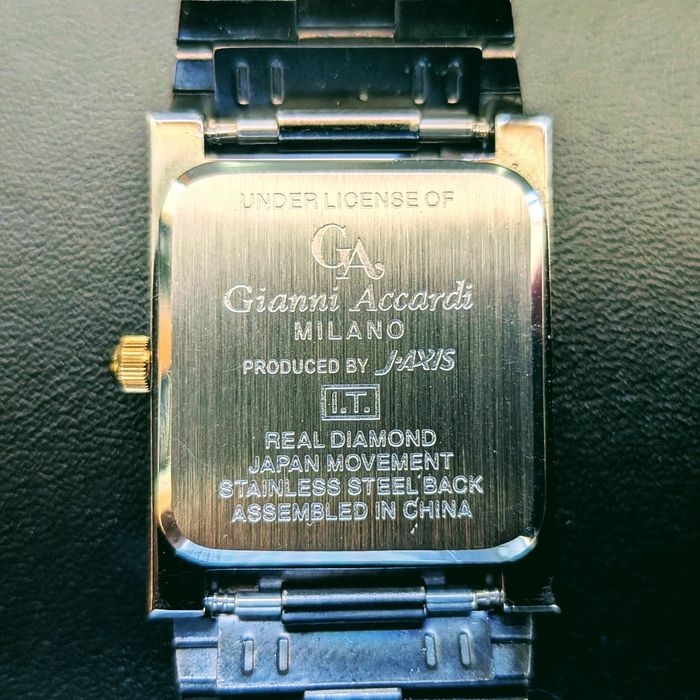 UNDER LICENSE OF
GA
Gianni Accardi
MILANO
PRODUCED BY J-AXIS
I.T.
REAL DIAMOND
JAPAN MOVEMENT
STAINLESS STEEL BACK
ASSEMBLED IN CHINA